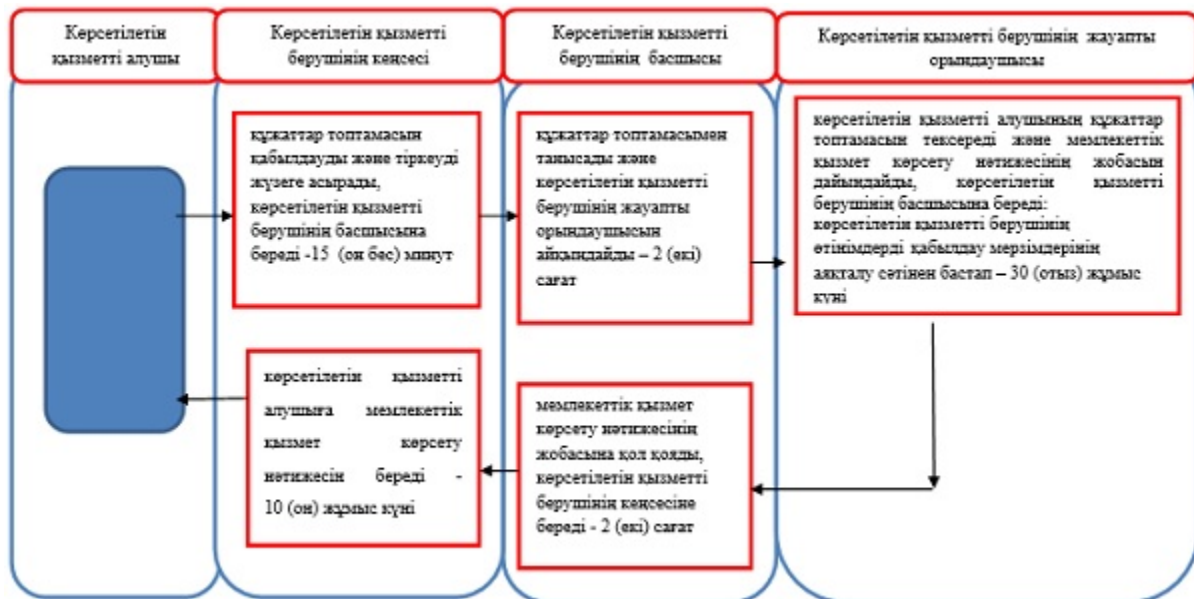 Көрсетілетін
қызметті алушы
Көрсетілетін қызметті
берушінің кеңсесі
Көрсетілетін қызметті
берушінің басшысы
Көрсетілетін қызметті берушінің жауапты
орындаушысы
құжаттар топтамасын
қабылдауды және тіркеуді
жүзеге асырады,
көрсетілетін қызметті
берушінің басшысына
береді -15 (он бес) минут
құжаттар топтамасымен
танысады және
көрсетілетін қызметті
берушінің жауапты
орындаушысын
айқындайды – 2 (екі)
сағат
көрсетілетін қызметті алушының құжаттар
топтамасын тексереді және мемлекеттік
қызмет көрсету нәтижесінің жобасын
дайындайды, көрсетілетін қызметті
берушінің басшысына береді:
көрсетілетін қызметті берушінің
өтінімдерді қабылдау мерзімдерінің
аяқталу сәтінен бастап – 30 (отыз) жұмыс
күні
көрсетілетін қызметті
алушыға мемлекеттік
қызмет көрсету
нәтижесін береді -
10 (он) жұмыс күні
мемлекеттік қызмет
көрсету нәтижесінің
жобасына қол қояды,
көрсетілетін қызметті
берушінің кеңсесіне
береді - 2 (екі) сағат